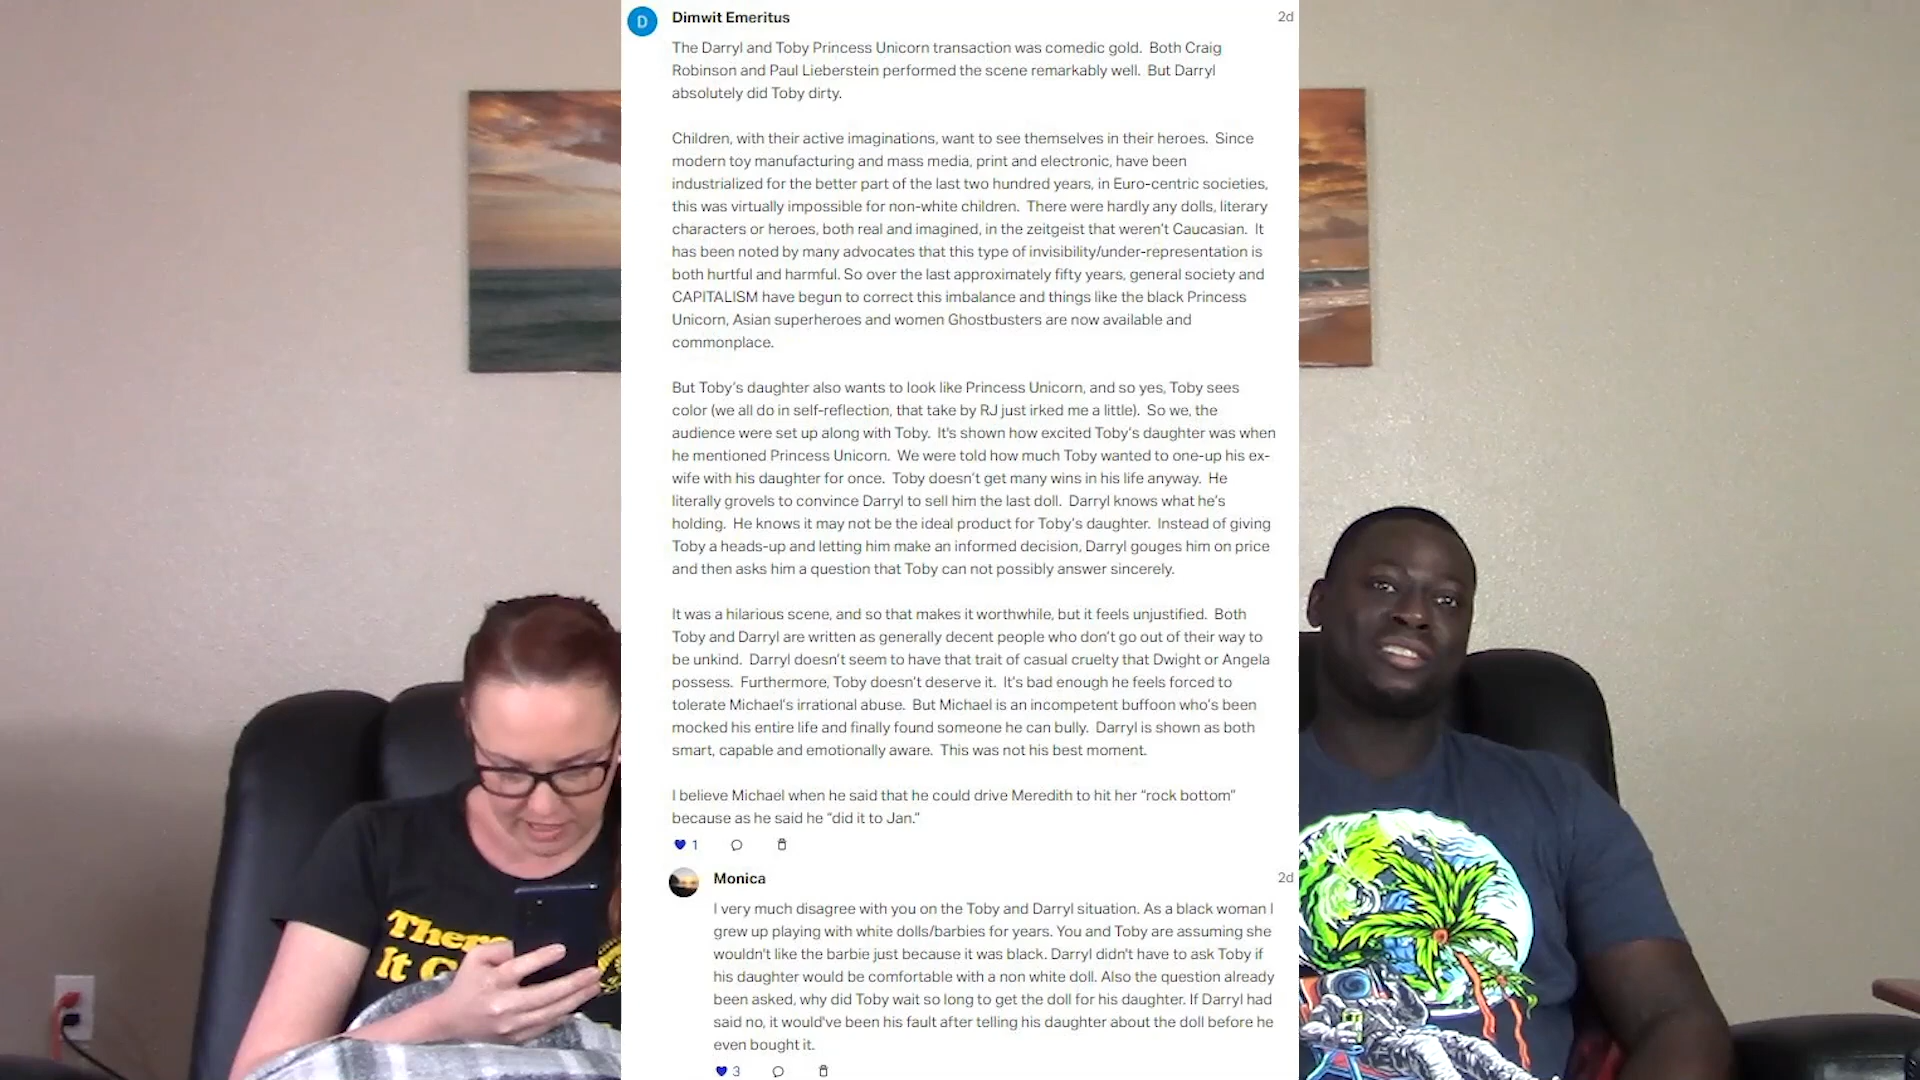 D
Dimwit Emeritus
2d
The Darryl and Toby Princess Unicorn transaction was comedic gold.  Both Craig
Robinson and Paul Lieberstein performed the scene remarkably well.  But Darryl
absolutely did Toby dirty.
Children, with their active imaginations, want to see themselves in their heroes.  Since
modern toy manufacturing and mass media, print and electronic, have been
industrialized for the better part of the last two hundred years, in Euro-centric societies,
this was virtually impossible for non-white children.  There were hardly any dolls, literary
characters or heroes, both real and imagined, in the zeitgeist that weren't Caucasian.  It
has been noted by many advocates that this type of invisibility/under-representation is
both hurtful and harmful. So over the last approximately fifty years, general society and
CAPITALISM have begun to correct this imbalance and things like the black Princess
Unicorn, Asian superheroes and women Ghostbusters are now available and
commonplace.
But Toby's daughter also wants to look like Princess Unicorn, and so yes, Toby sees
color (we all do in self-reflection, that take by RJ just irked me a little).  So we, the
audience were set up along with Toby.  It's shown how excited Toby's daughter was when
he mentioned Princess Unicorn.  We were told how much Toby wanted to one-up his ex-
wife with his daughter for once.  Toby doesn't get many wins in his life anyway.  He
literally grovels to convince Darryl to sell him the last doll.  Darryl knows what he's
holding.  He knows it may not be the ideal product for Toby's daughter.  Instead of giving
Toby a heads-up and letting him make an informed decision, Darryl gouges him on price
and then asks him a question that Toby can not possibly answer sincerely.
It was a hilarious scene, and so that makes it worthwhile, but it feels unjustified.  Both
Toby and Darryl are written as generally decent people who don't go out of their way to
be unkind.  Darryl doesn't seem to have that trait of casual cruelty that Dwight or Angela
possess.  Furthermore, Toby doesn't deserve it.  It's bad enough he feels forced to
tolerate Michael's irrational abuse.  But Michael is an incompetent buffoon who's been
mocked his entire life and finally found someone he can bully.  Darryl is shown as both
smart, capable and emotionally aware.  This was not his best moment.
I believe Michael when he said that he could drive Meredith to hit her "rock bottom"
because as he said he "did it to Jan."
1
Monica
2d
I very much disagree with you on the Toby and Darryl situation. As a black woman I
grew up playing with white dolls/barbies for years. You and Toby are assuming she
wouldn't like the barbie just because it was black. Darryl didn't have to ask Toby if
his daughter would be comfortable with a non white doll. Also the question already
been asked, why did Toby wait so long to get the doll for his daughter. If Darryl had
said no, it would've been his fault after telling his daughter about the doll before he
even bought it.
3
It